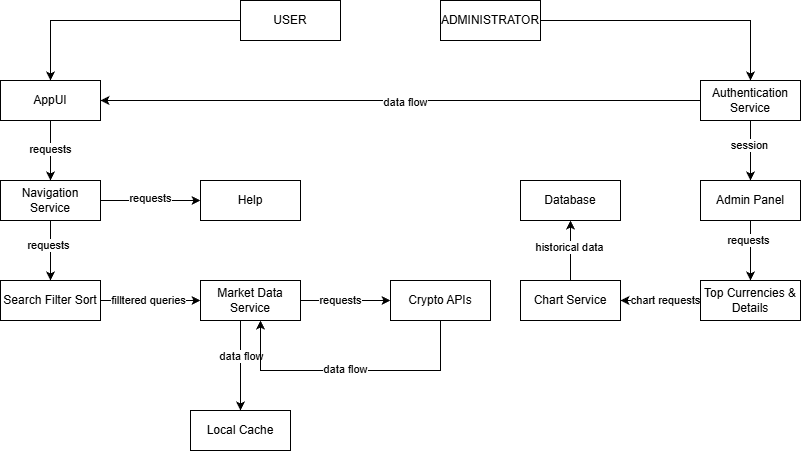 USER
ADMINISTRATOR
AppUI
data flow
Authentication
Service
requests
session
Navigation
Service
requests
Help
Database
Admin Panel
requests
historical data
requests
Search Filter Sort
filltered queries
Market Data
Service
requests
Crypto APIs
Chart Service
chart requests
Top Currencies &
Details
data flow
data flow
Local Cache